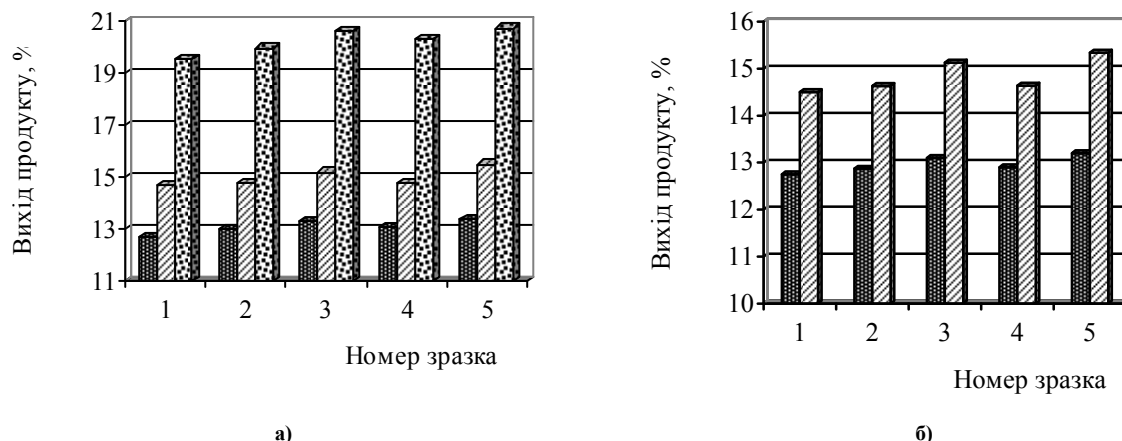 Вихід продукту, %
21
19
17
15
13
11
1 2 3 4 5
Номер зразка
а)
Вихід продукту, %
16
15
14
13
12
11
10
1 2 3 4 5
Номер зразка
б)